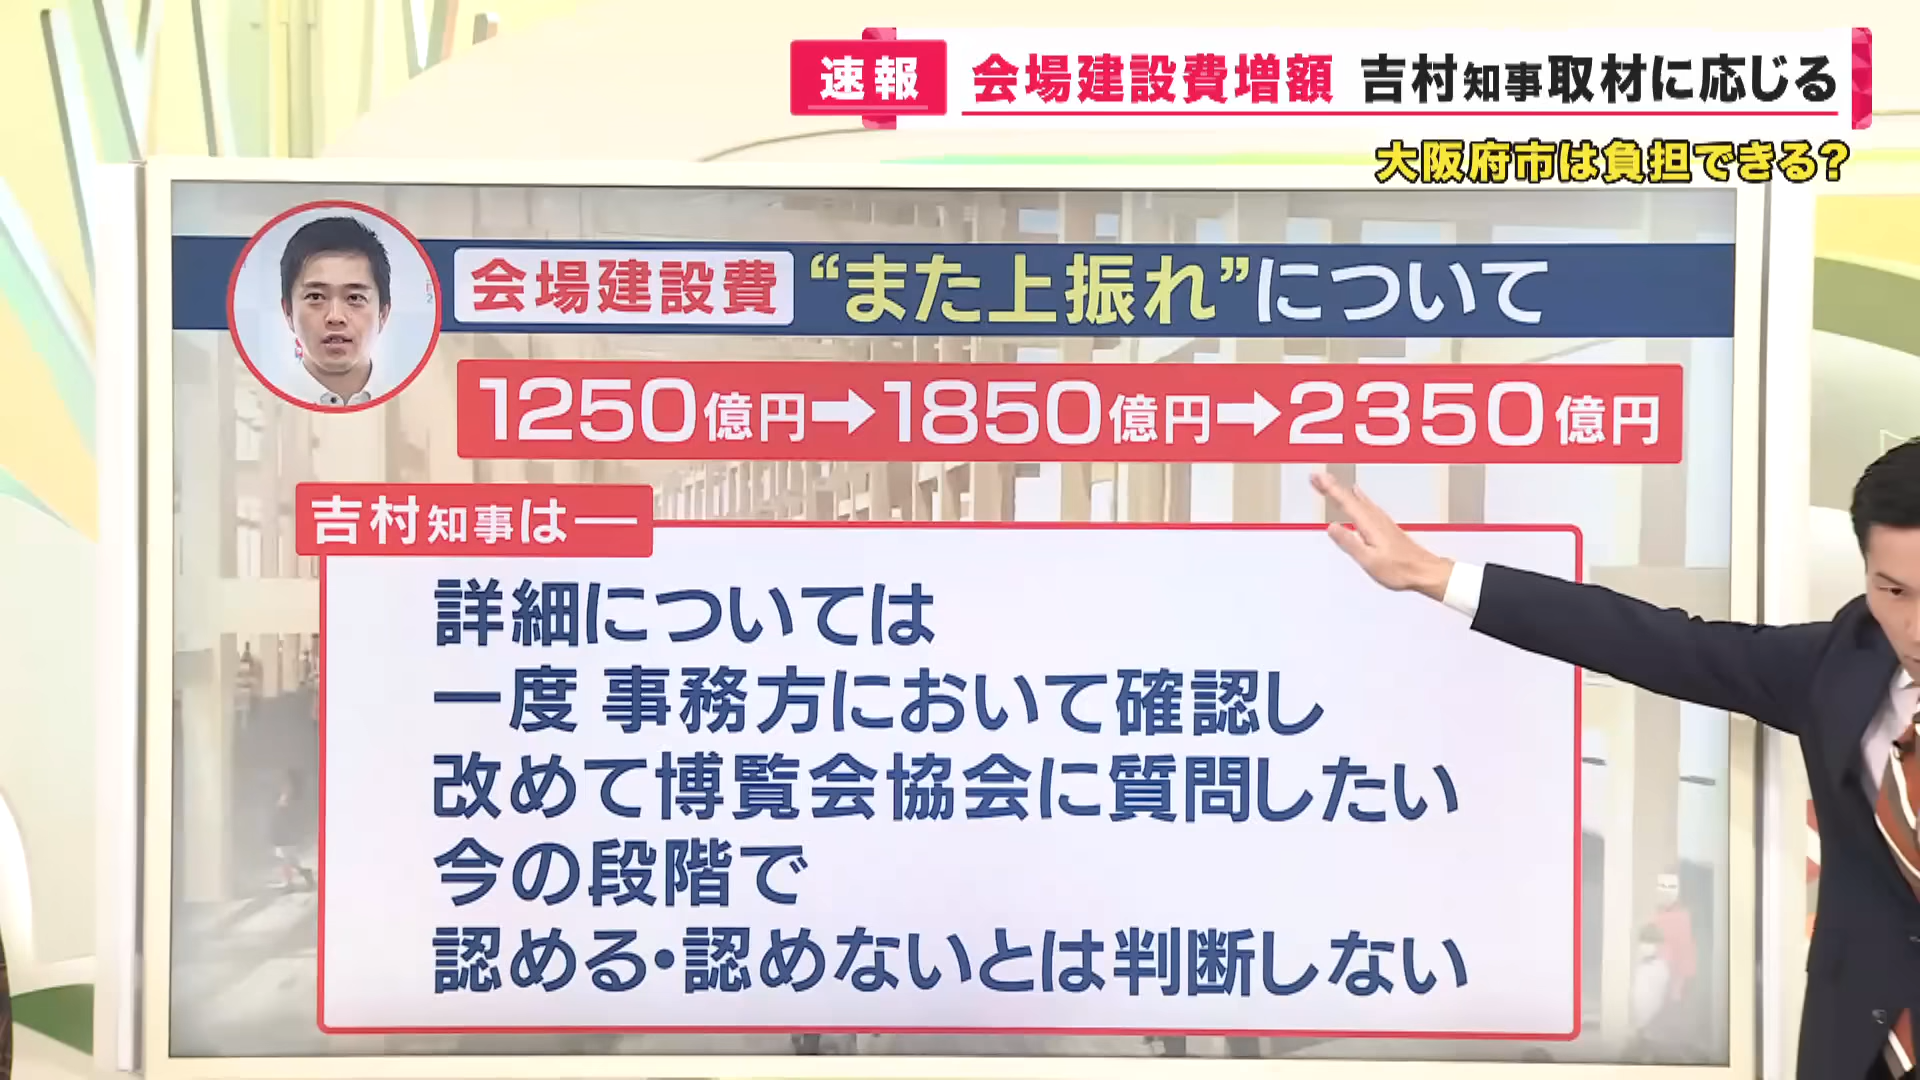 速報 会場建設費増額 吉村知事取材に応じる
大阪府市は負担できる？
会場建設費 “また上振れ”について
1250億円➡1850億円➡2350億円
吉村知事は―
詳細については
一度 事務方において確認し
改めて博覧会協会に質問したい
今の段階で
認める・認めないとは判断しない